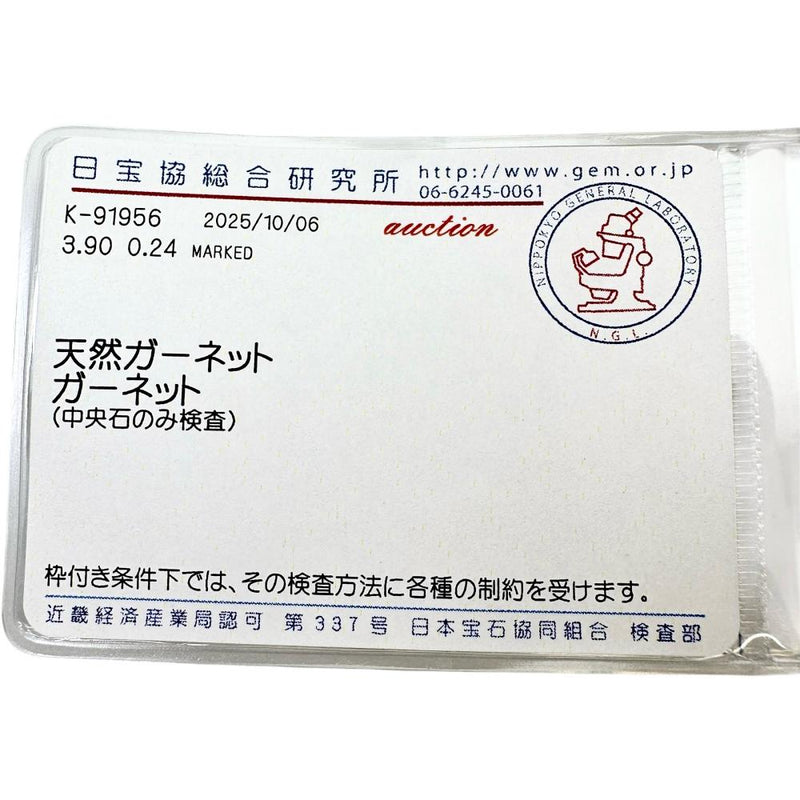 日宝協総合研究所 http://www.gem.or.jp
06-6245-0061
K-91956 2025/10/06 auction
3.90 0.24 MARKED
NIPPOKYO GENERAL LABORATORY
N.G.L.
天然ガーネット
ガーネット
(中央石のみ検査)
枠付き条件下では、その検査方法に各種の制約を受けます。
近畿経済産業局認可 第337号 日本宝石協同組合 検査部